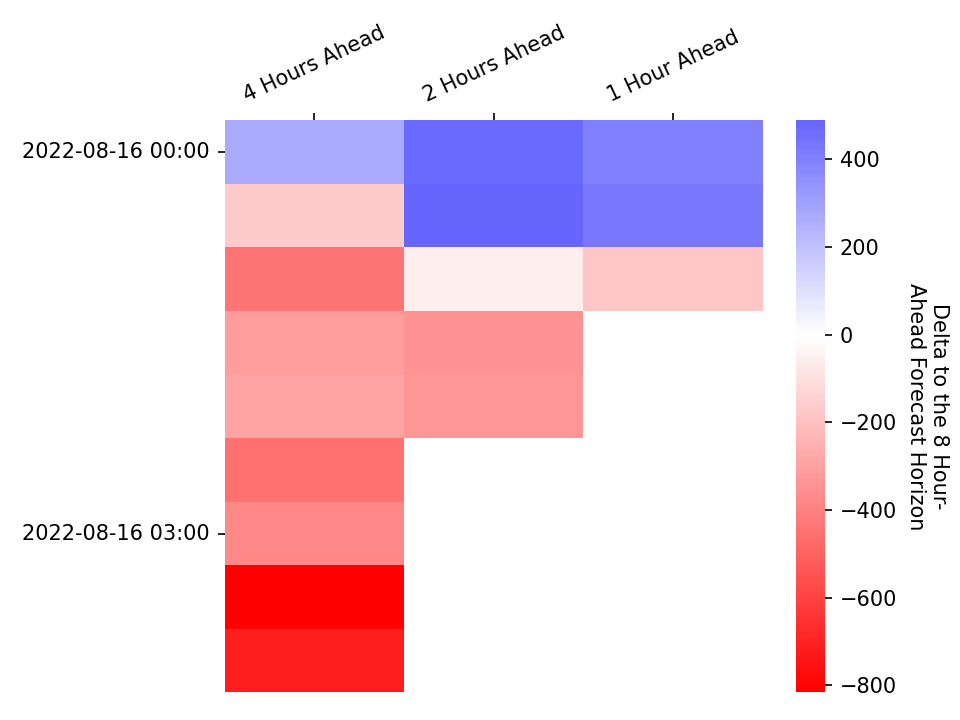 4 Hours Ahead
2 Hours Ahead
1 Hour Ahead
2022-08-16 00:00
2022-08-16 03:00
400
200
0
−200
−400
−600
−800
Delta to the 8 Hour-
Ahead Forecast Horizon